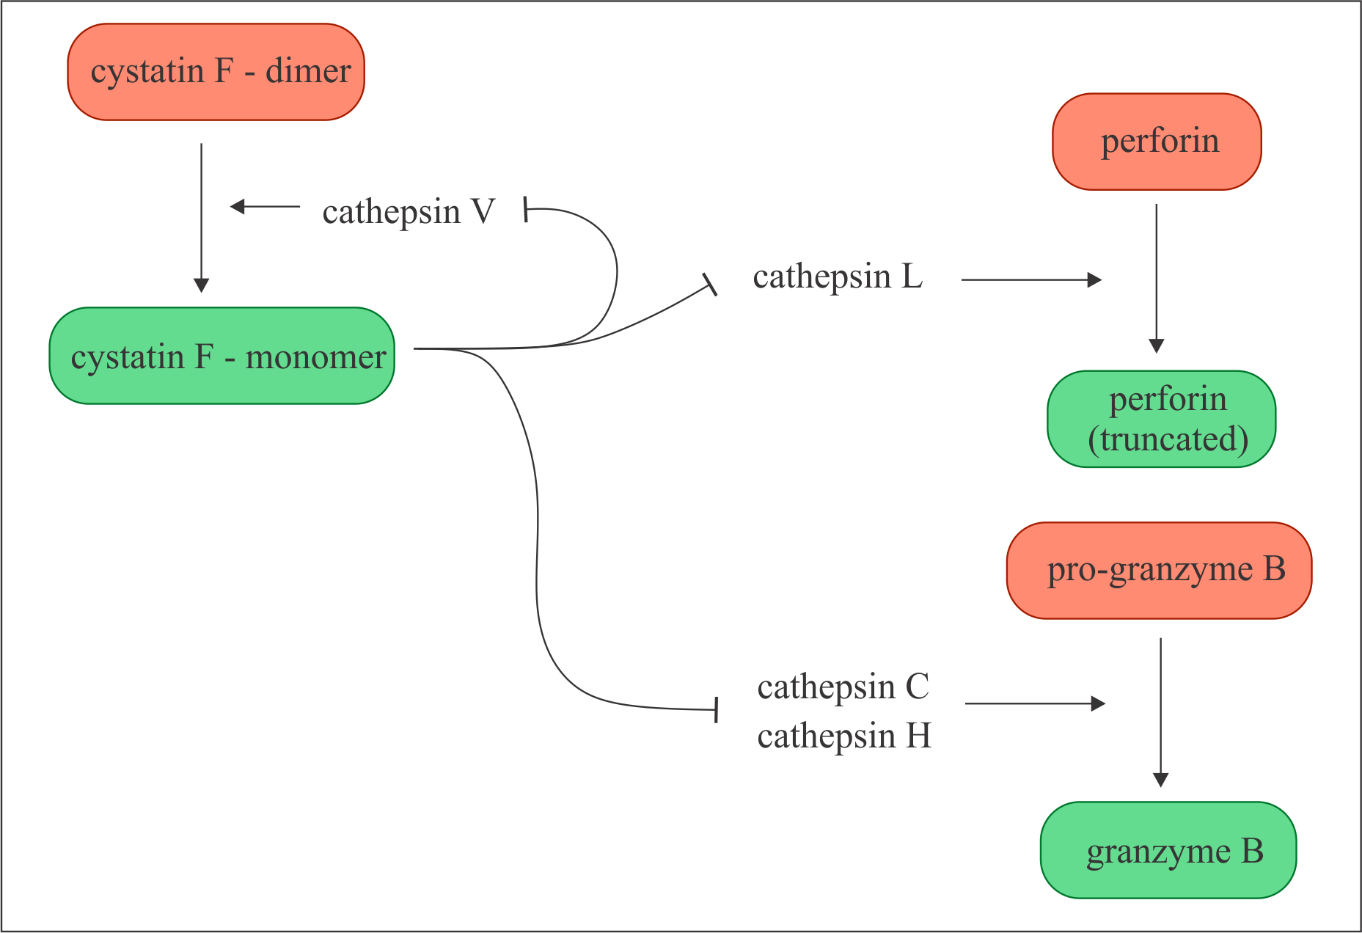 cystatin F - dimer
perforin
cathepsin V
cathepsin L
cystatin F - monomer
perforin
(truncated)
pro-granzyme B
cathepsin C
cathepsin H
granzyme B